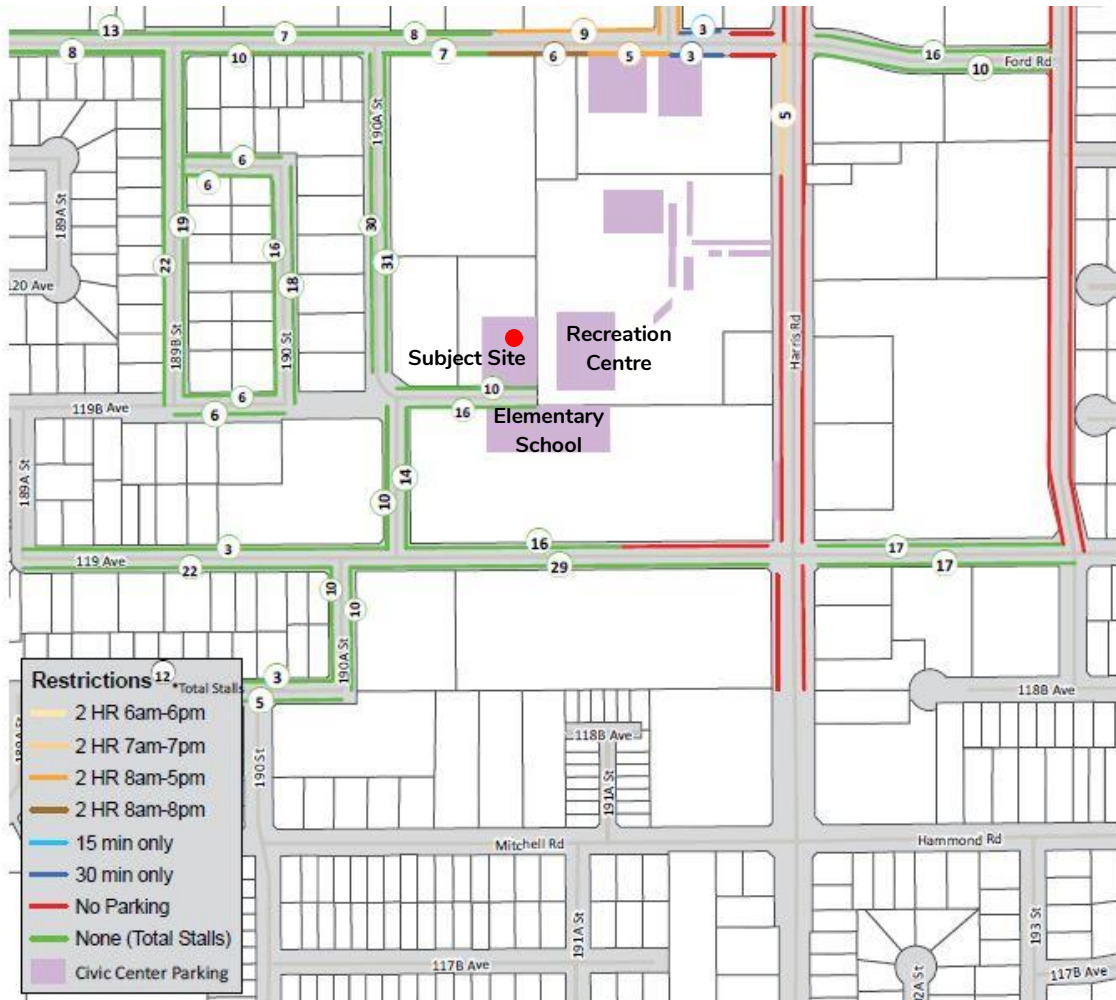 13
7
8
9
3
8
10
7
6
5
3
16
10
Ford Rd
190A St
5
6
6
189A St
19
22
16
18
30
31
120 Ave
189B St
190 St
Harris Rd
Subject Site
Recreation
Centre
10
16
6
6
119B Ave
Elementary
School
189A St
10
14
3
16
17
119 Ave
22
29
17
10
10
190A St
3
5
118B Ave
118B Ave
191A St
190 St
Mitchell Rd
Hammond Rd
191A St
193 St
117B Ave
117B Ave
Restrictions 12 *Total Stalls
2 HR 6am-6pm
2 HR 7am-7pm
2 HR 8am-5pm
2 HR 8am-8pm
15 min only
30 min only
No Parking
None (Total Stalls)
Civic Center Parking